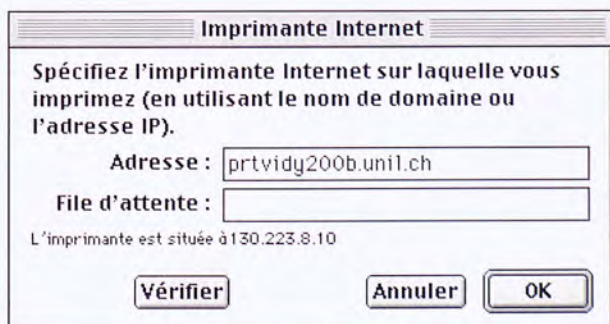 Imprimante Internet
Spécifiez l'imprimante Internet sur laquelle vous
imprimez (en utilisant le nom de domaine ou
l'adresse IP).
Adresse : prtvidy200b.unil.ch
File d'attente :
L'imprimante est située à130.223.8.10
Vérifier Annuler OK